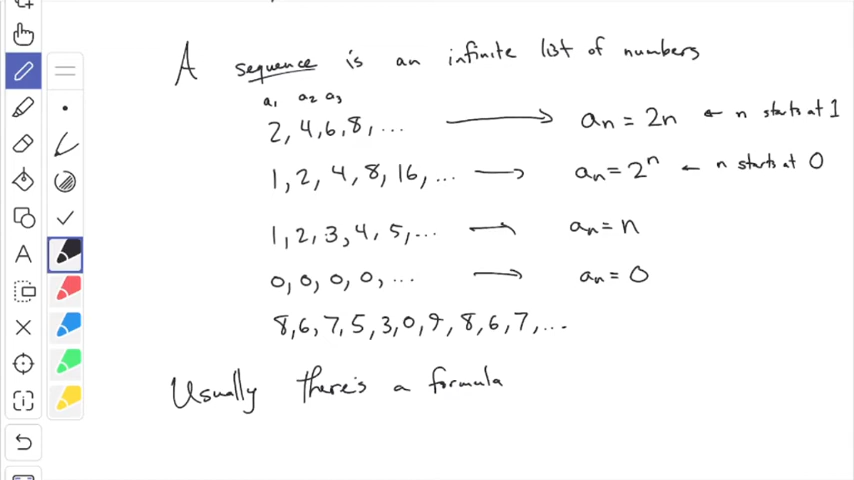 A sequence is an infinite list of numbers
a₁ a₂ a₃
2, 4, 6, 8, ... → aₙ = 2n ← n starts at 1
1, 2, 4, 8, 16, ... → aₙ = 2ⁿ ← n starts at 0
1, 2, 3, 4, 5, ... → aₙ = n
0, 0, 0, 0, ... → aₙ = 0
8, 6, 7, 5, 3, 0, 9, 8, 6, 7, ...
Usually there's a formula